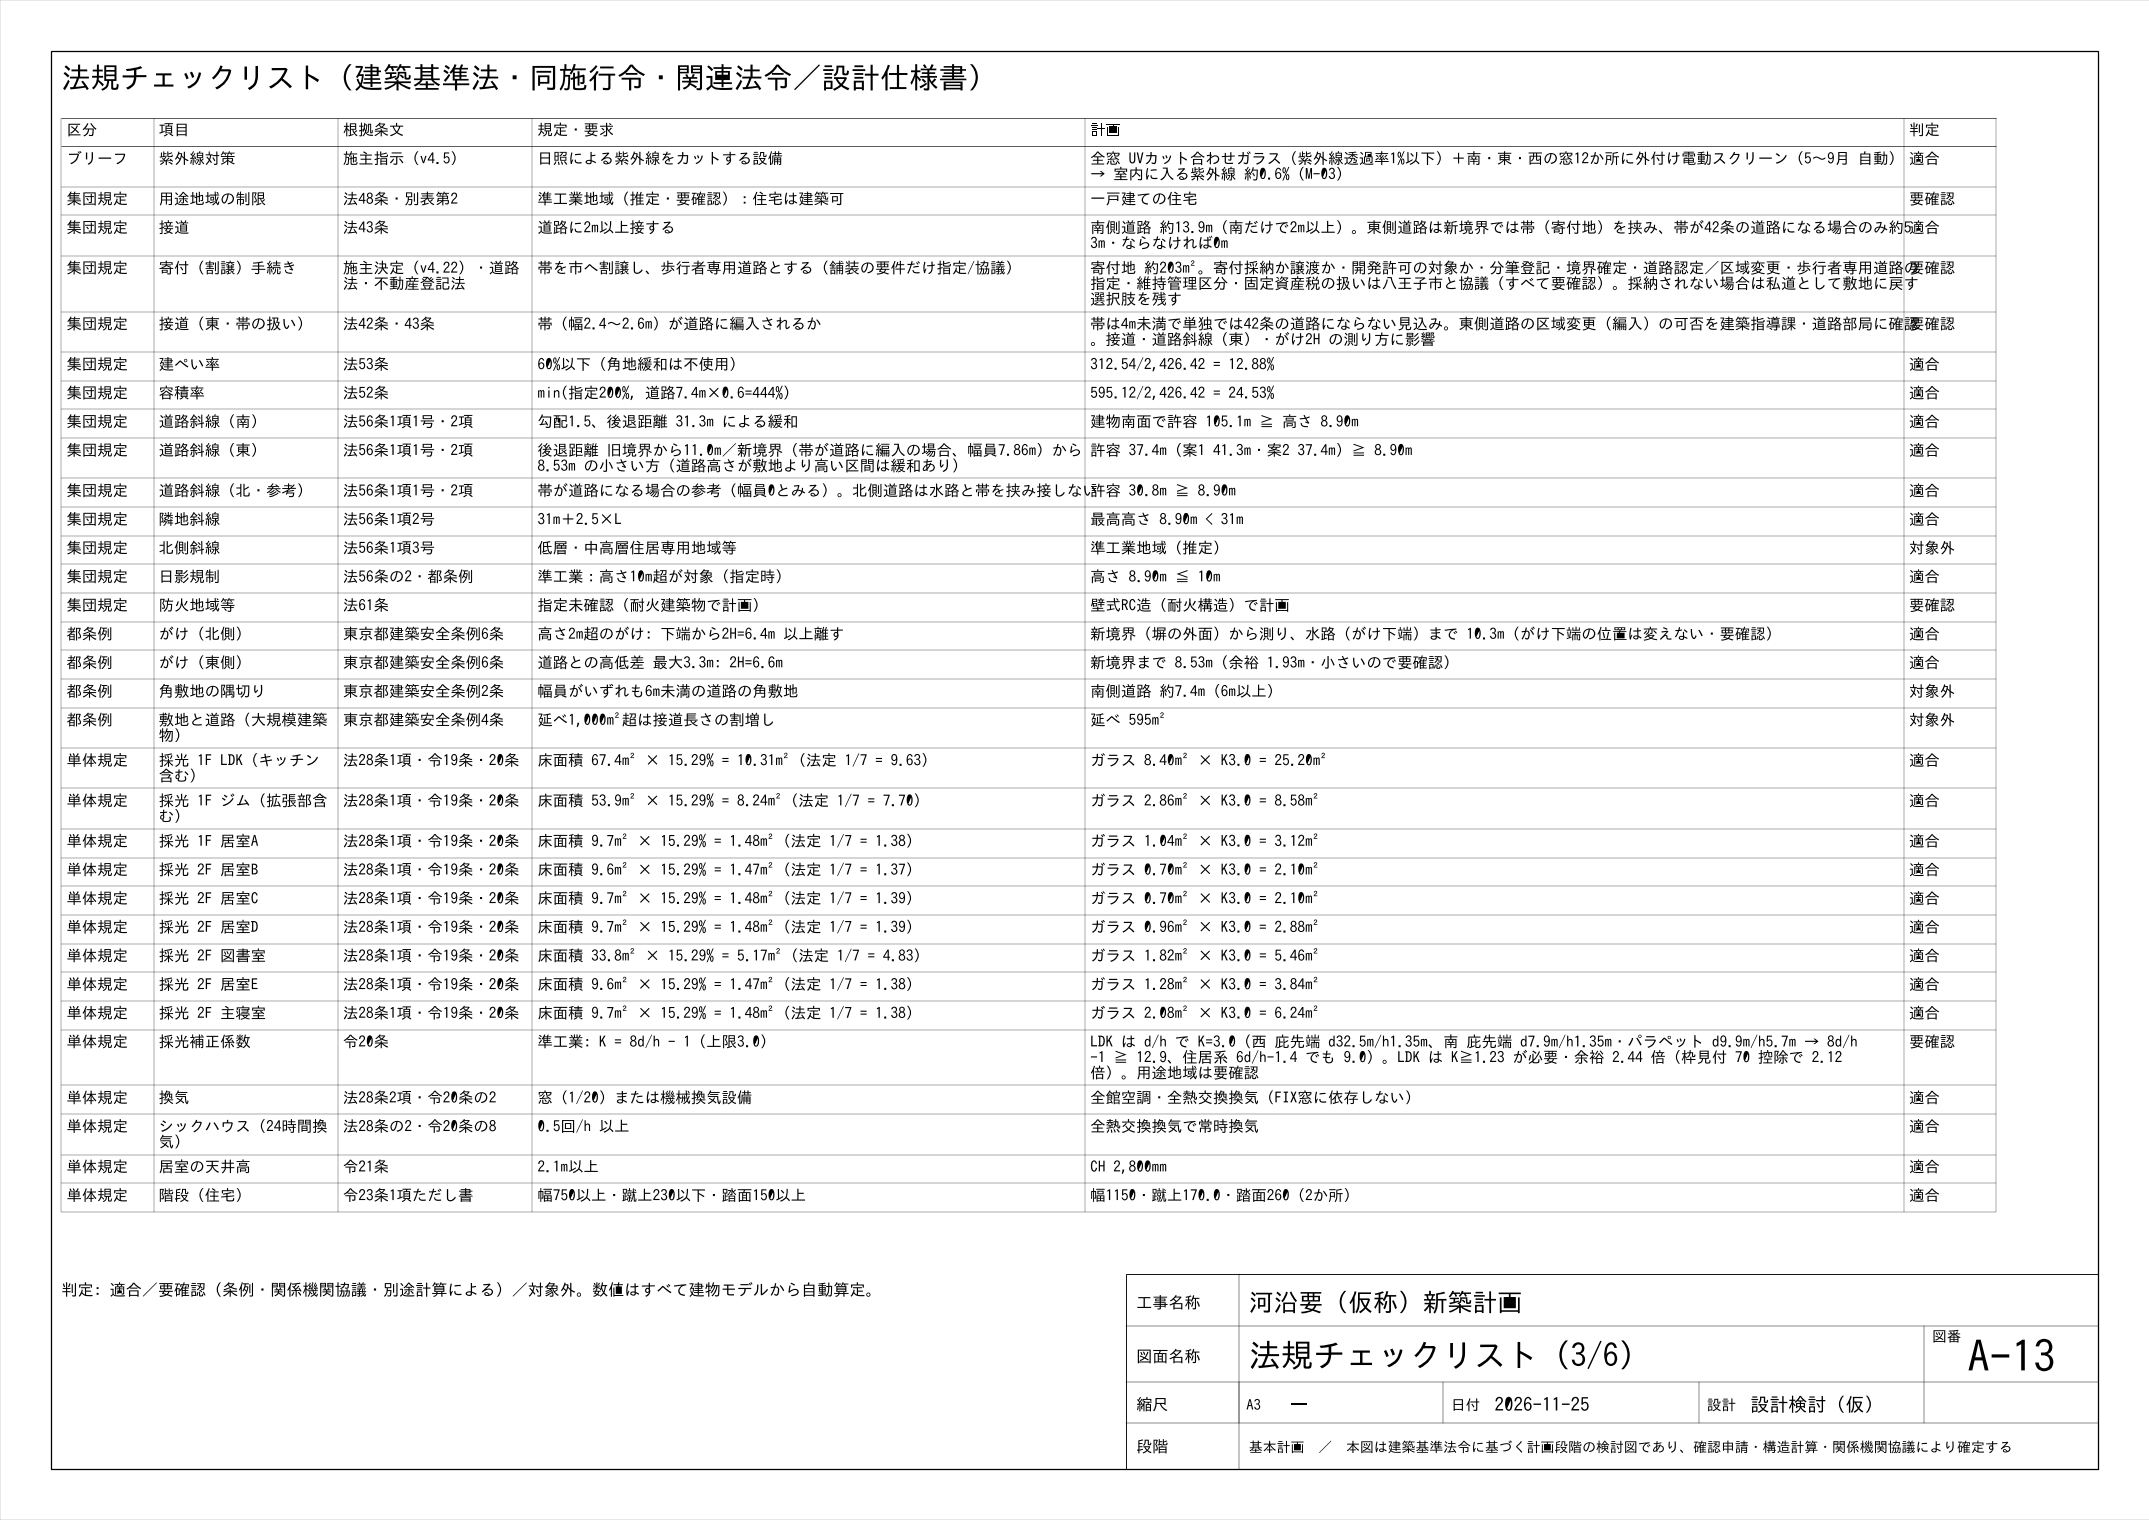 法規チェックリスト（建築基準法・同施行令・関連法令／設計仕様書）
区分 項目 根拠条文 規定・要求 計画 判定
ブリーフ 紫外線対策 施主指示（v4.5） 日照による紫外線をカットする設備 全窓 UVカット合わせガラス（紫外線透過率1%以下）＋南・東・西の窓12か所に外付け電動スクリーン（5〜9月 自動） 適合
→ 室内に入る紫外線 約0.6%（M-03）
集団規定 用途地域の制限 法48条・別表第2 準工業地域（推定・要確認）：住宅は建築可 一戸建ての住宅 要確認
集団規定 接道 法43条 道路に2m以上接する 南側道路 約13.9m（南だけで2m以上）。東側道路は新境界では帯（寄付地）を挟み、帯が42条の道路になる場合のみ約5 適合
3m・ならなければ0m
集団規定 寄付（割譲）手続き 施主決定（v4.22）・道路 帯を市へ割譲し、歩行者専用道路とする（舗装の要件だけ指定/協議） 寄付地 約203m²。寄付採納か譲渡か・開発許可の対象か・分筆登記・境界確定・道路認定／区域変更・歩行者専用道路の 要確認
法・不動産登記法 指定・維持管理区分・固定資産税の扱いは八王子市と協議（すべて要確認）。採納されない場合は私道として敷地に戻す
選択肢を残す
集団規定 接道（東・帯の扱い） 法42条・43条 帯（幅2.4〜2.6m）が道路に編入されるか 帯は4m未満で単独では42条の道路にならない見込み。東側道路の区域変更（編入）の可否を建築指導課・道路部局に確認 要確認
。接道・道路斜線（東）・がけ2H の測り方に影響
集団規定 建ぺい率 法53条 60%以下（角地緩和は不使用） 312.54/2,426.42 = 12.88% 適合
集団規定 容積率 法52条 min(指定200%, 道路7.4m×0.6=444%) 595.12/2,426.42 = 24.53% 適合
集団規定 道路斜線（南） 法56条1項1号・2項 勾配1.5、後退距離 31.3m による緩和 建物南面で許容 105.1m ≧ 高さ 8.90m 適合
集団規定 道路斜線（東） 法56条1項1号・2項 後退距離 旧境界から11.0m／新境界（帯が道路に編入の場合、幅員7.86m）から 許容 37.4m（案1 41.3m・案2 37.4m）≧ 8.90m 適合
8.53m の小さい方（道路高さが敷地より高い区間は緩和あり）
集団規定 道路斜線（北・参考） 法56条1項1号・2項 帯が道路になる場合の参考（幅員0とみる）。北側道路は水路と帯を挟み接しない 許容 30.8m ≧ 8.90m 適合
集団規定 隣地斜線 法56条1項2号 31m＋2.5×L 最高高さ 8.90m < 31m 適合
集団規定 北側斜線 法56条1項3号 低層・中高層住居専用地域等 準工業地域（推定） 対象外
集団規定 日影規制 法56条の2・都条例 準工業：高さ10m超が対象（指定時） 高さ 8.90m ≦ 10m 適合
集団規定 防火地域等 法61条 指定未確認（耐火建築物で計画） 壁式RC造（耐火構造）で計画 要確認
都条例 がけ（北側） 東京都建築安全条例6条 高さ2m超のがけ: 下端から2H=6.4m 以上離す 新境界（塀の外面）から測り、水路（がけ下端）まで 10.3m（がけ下端の位置は変えない・要確認） 適合
都条例 がけ（東側） 東京都建築安全条例6条 道路との高低差 最大3.3m: 2H=6.6m 新境界まで 8.53m（余裕 1.93m・小さいので要確認） 適合
都条例 角敷地の隅切り 東京都建築安全条例2条 幅員がいずれも6m未満の道路の角敷地 南側道路 約7.4m（6m以上） 対象外
都条例 敷地と道路（大規模建築 東京都建築安全条例4条 延べ1,000m²超は接道長さの割増し 延べ 595m² 対象外
物）
単体規定 採光 1F LDK（キッチン 法28条1項・令19条・20条 床面積 67.4m² × 15.29% = 10.31m²（法定 1/7 = 9.63） ガラス 8.40m² × K3.0 = 25.20m² 適合
含む）
単体規定 採光 1F ジム（拡張部含 法28条1項・令19条・20条 床面積 53.9m² × 15.29% = 8.24m²（法定 1/7 = 7.70） ガラス 2.86m² × K3.0 = 8.58m² 適合
む）
単体規定 採光 1F 居室A 法28条1項・令19条・20条 床面積 9.7m² × 15.29% = 1.48m²（法定 1/7 = 1.38） ガラス 1.04m² × K3.0 = 3.12m² 適合
単体規定 採光 2F 居室B 法28条1項・令19条・20条 床面積 9.6m² × 15.29% = 1.47m²（法定 1/7 = 1.37） ガラス 0.70m² × K3.0 = 2.10m² 適合
単体規定 採光 2F 居室C 法28条1項・令19条・20条 床面積 9.7m² × 15.29% = 1.48m²（法定 1/7 = 1.39） ガラス 0.70m² × K3.0 = 2.10m² 適合
単体規定 採光 2F 居室D 法28条1項・令19条・20条 床面積 9.7m² × 15.29% = 1.48m²（法定 1/7 = 1.39） ガラス 0.96m² × K3.0 = 2.88m² 適合
単体規定 採光 2F 図書室 法28条1項・令19条・20条 床面積 33.8m² × 15.29% = 5.17m²（法定 1/7 = 4.83） ガラス 1.82m² × K3.0 = 5.46m² 適合
単体規定 採光 2F 居室E 法28条1項・令19条・20条 床面積 9.6m² × 15.29% = 1.47m²（法定 1/7 = 1.38） ガラス 1.28m² × K3.0 = 3.84m² 適合
単体規定 採光 2F 主寝室 法28条1項・令19条・20条 床面積 9.7m² × 15.29% = 1.48m²（法定 1/7 = 1.38） ガラス 2.08m² × K3.0 = 6.24m² 適合
単体規定 採光補正係数 令20条 準工業: K = 8d/h - 1（上限3.0） LDK は d/h で K=3.0（西 庇先端 d32.5m/h1.35m、南 庇先端 d7.9m/h1.35m・パラペット d9.9m/h5.7m → 8d/h 要確認
-1 ≧ 12.9、住居系 6d/h-1.4 でも 9.0）。LDK は K≧1.23 が必要・余裕 2.44 倍（枠見付 70 控除で 2.12
倍）。用途地域は要確認
単体規定 換気 法28条2項・令20条の2 窓（1/20）または機械換気設備 全館空調・全熱交換換気（FIX窓に依存しない） 適合
単体規定 シックハウス（24時間換 法28条の2・令20条の8 0.5回/h 以上 全熱交換換気で常時換気 適合
気）
単体規定 居室の天井高 令21条 2.1m以上 CH 2,800mm 適合
単体規定 階段（住宅） 令23条1項ただし書 幅750以上・蹴上230以下・踏面150以上 幅1150・蹴上170.0・踏面260（2か所） 適合
判定: 適合／要確認（条例・関係機関協議・別途計算による）／対象外。数値はすべて建物モデルから自動算定。
工事名称 河沿要（仮称）新築計画
図面名称 法規チェックリスト（3/6） 図番 A-13
縮尺 A3 — 日付 2026-11-25 設計 設計検討（仮）
段階 基本計画 ／ 本図は建築基準法令に基づく計画段階の検討図であり、確認申請・構造計算・関係機関協議により確定する